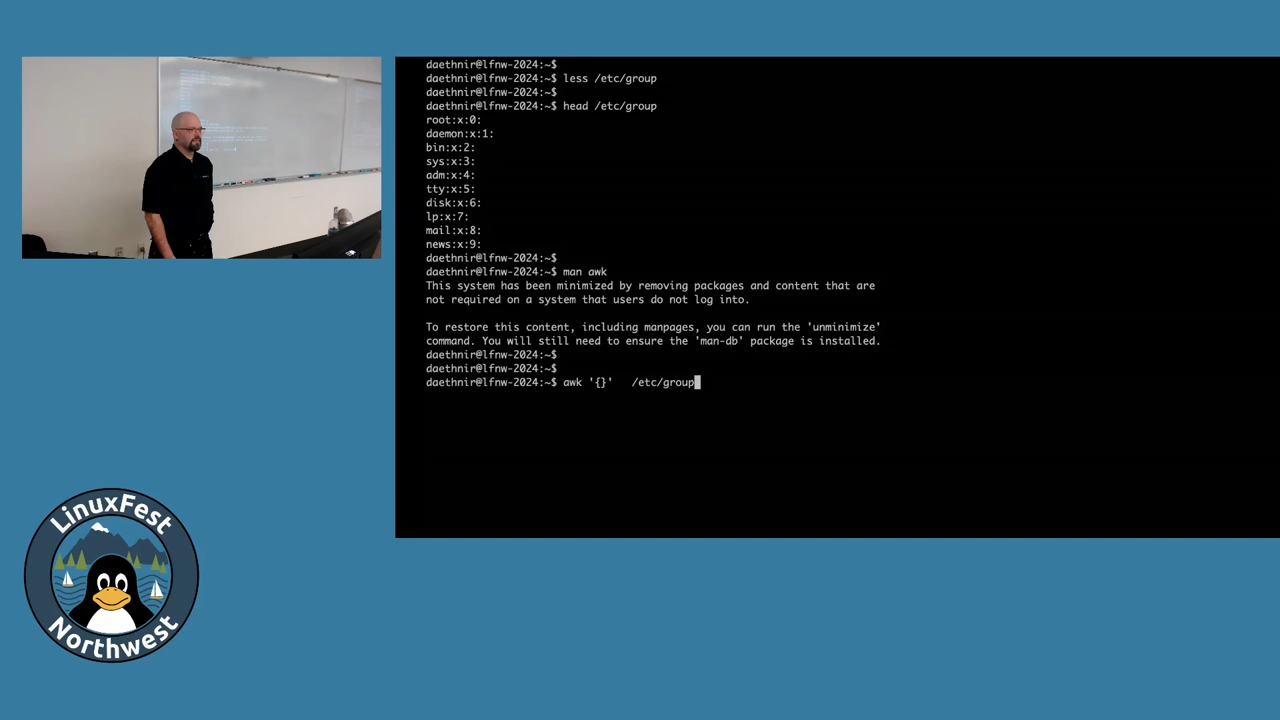 daethnir@lfnw-2024:~$
daethnir@lfnw-2024:~$ less /etc/group
daethnir@lfnw-2024:~$
daethnir@lfnw-2024:~$ head /etc/group
root:x:0:
daemon:x:1:
bin:x:2:
sys:x:3:
adm:x:4:
tty:x:5:
disk:x:6:
lp:x:7:
mail:x:8:
news:x:9:
daethnir@lfnw-2024:~$
daethnir@lfnw-2024:~$ man awk
This system has been minimized by removing packages and content that are
not required on a system that users do not log into.

To restore this content, including manpages, you can run the 'unminimize'
command. You will still need to ensure the 'man-db' package is installed.
daethnir@lfnw-2024:~$
daethnir@lfnw-2024:~$
daethnir@lfnw-2024:~$ awk '{}'   /etc/group
LinuxFest
Northwest